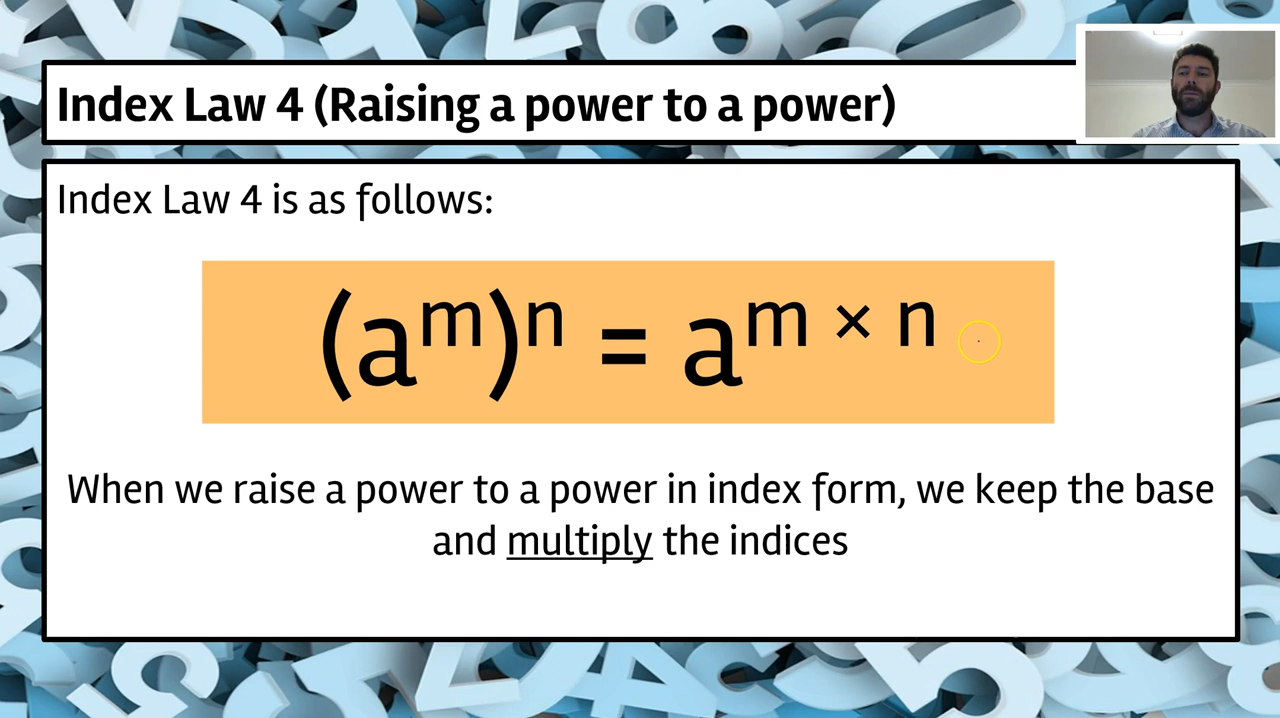 Index Law 4 (Raising a power to a power)
Index Law 4 is as follows:
(aᵐ)ⁿ = aᵐ ˣ ⁿ
When we raise a power to a power in index form, we keep the base
and multiply the indices